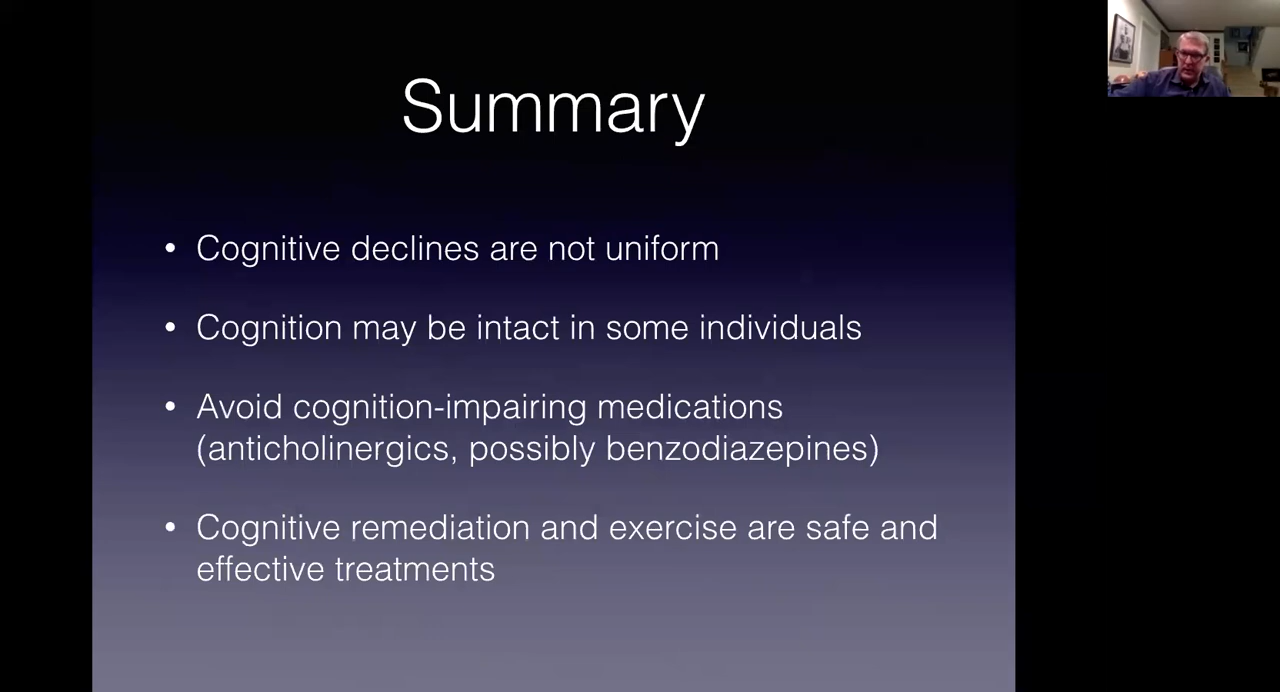 Summary
• Cognitive declines are not uniform
• Cognition may be intact in some individuals
• Avoid cognition-impairing medications
(anticholinergics, possibly benzodiazepines)
• Cognitive remediation and exercise are safe and
effective treatments